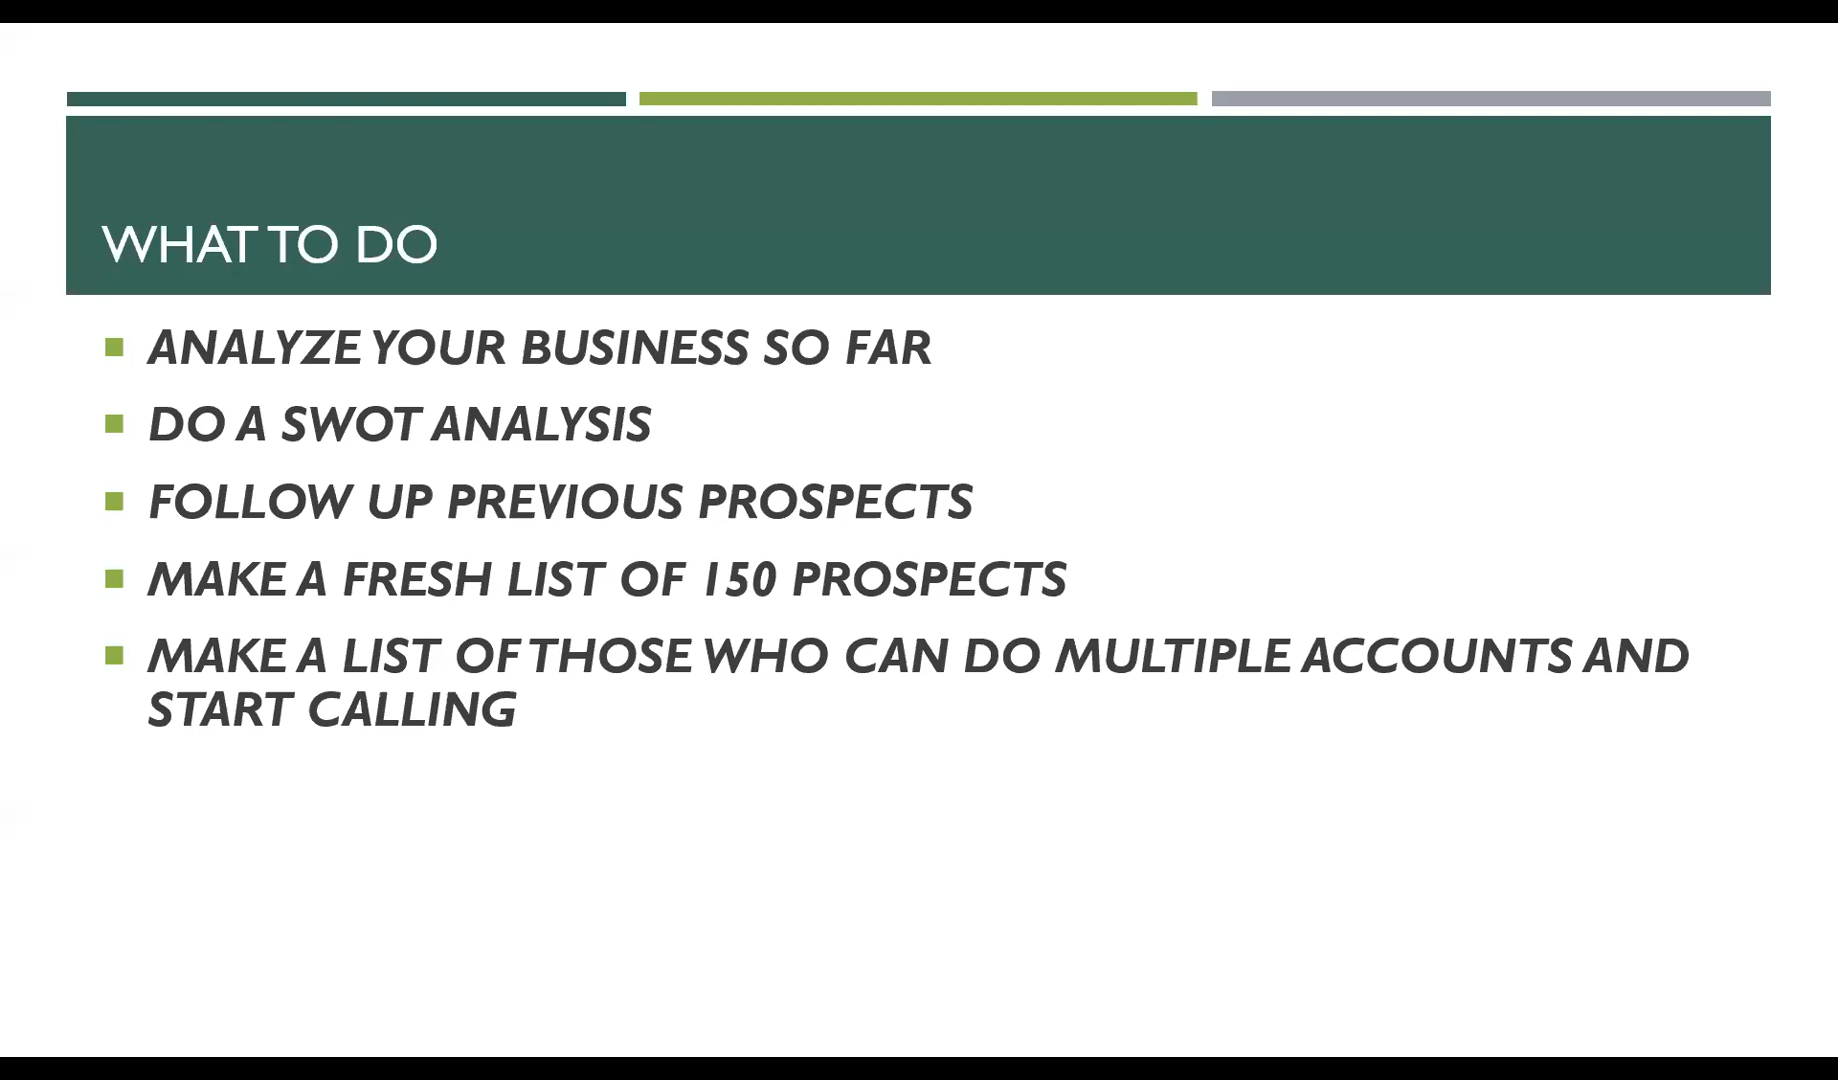 WHAT TO DO
ANALYZE YOUR BUSINESS SO FAR
DO A SWOT ANALYSIS
FOLLOW UP PREVIOUS PROSPECTS
MAKE A FRESH LIST OF 150 PROSPECTS
MAKE A LIST OF THOSE WHO CAN DO MULTIPLE ACCOUNTS AND
START CALLING